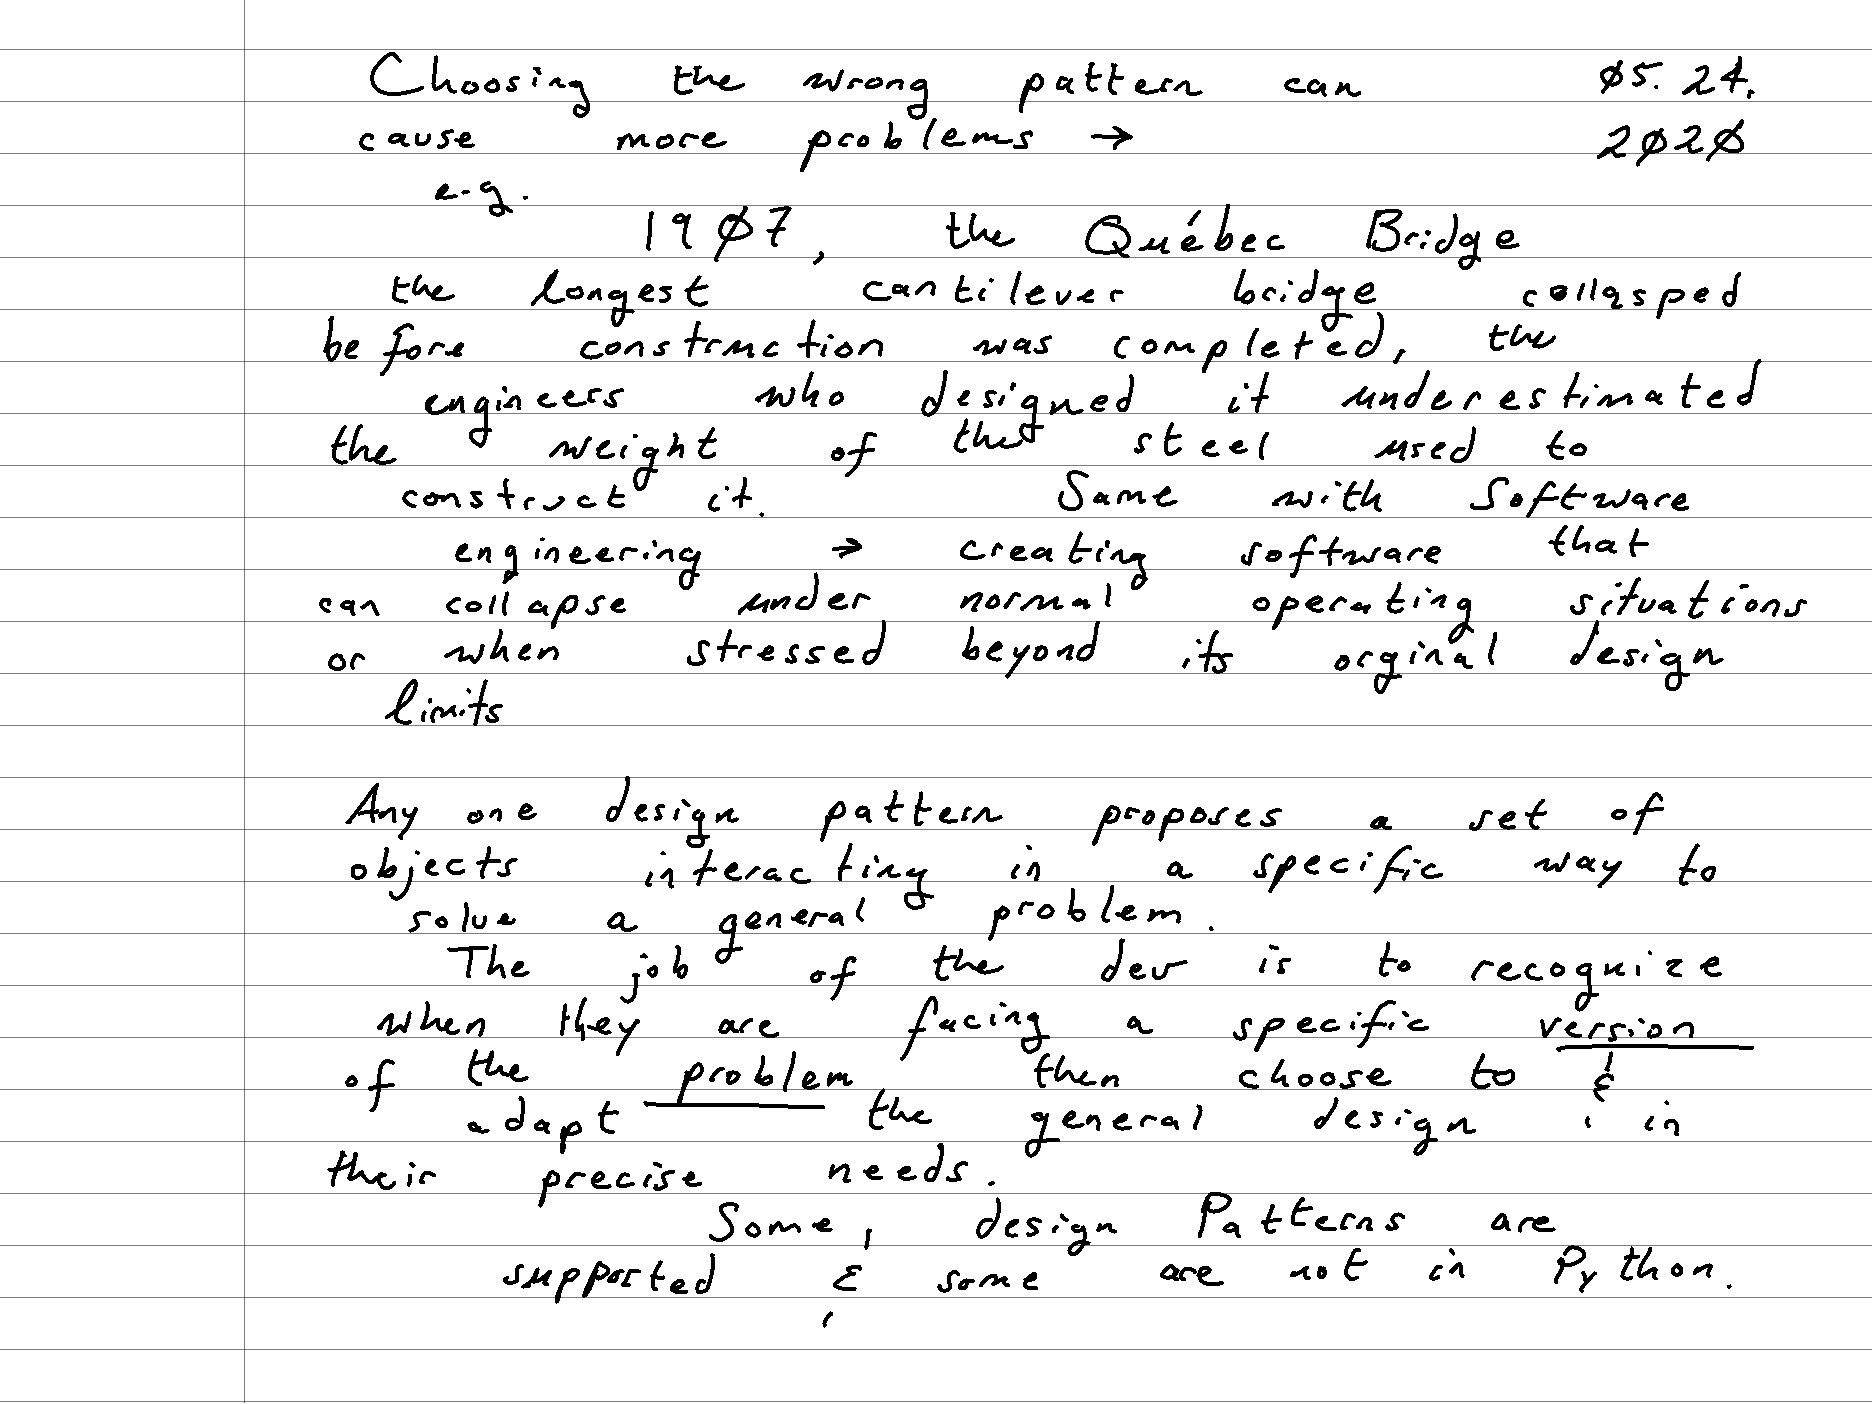 Choosing the wrong pattern can 05.24.
cause more problems → 2020
e.g.
1907, the Québec Bridge
the longest cantilever bridge collasped
before construction was completed, the
engineers who designed it underestimated
the weight of the steel used to
construct it. Same with Software
engineering → creating software that
can collapse under normal operating situations
or when stressed beyond its orginal design
limits
Any one design pattern proposes a set of
objects interacting in a specific way to
solve a general problem.
The job of the dev is to recognize
when they are facing a specific version
of the problem then choose to &
adapt the general design in
their precise needs.
Some, design Patterns are
supported & some are not in Python.